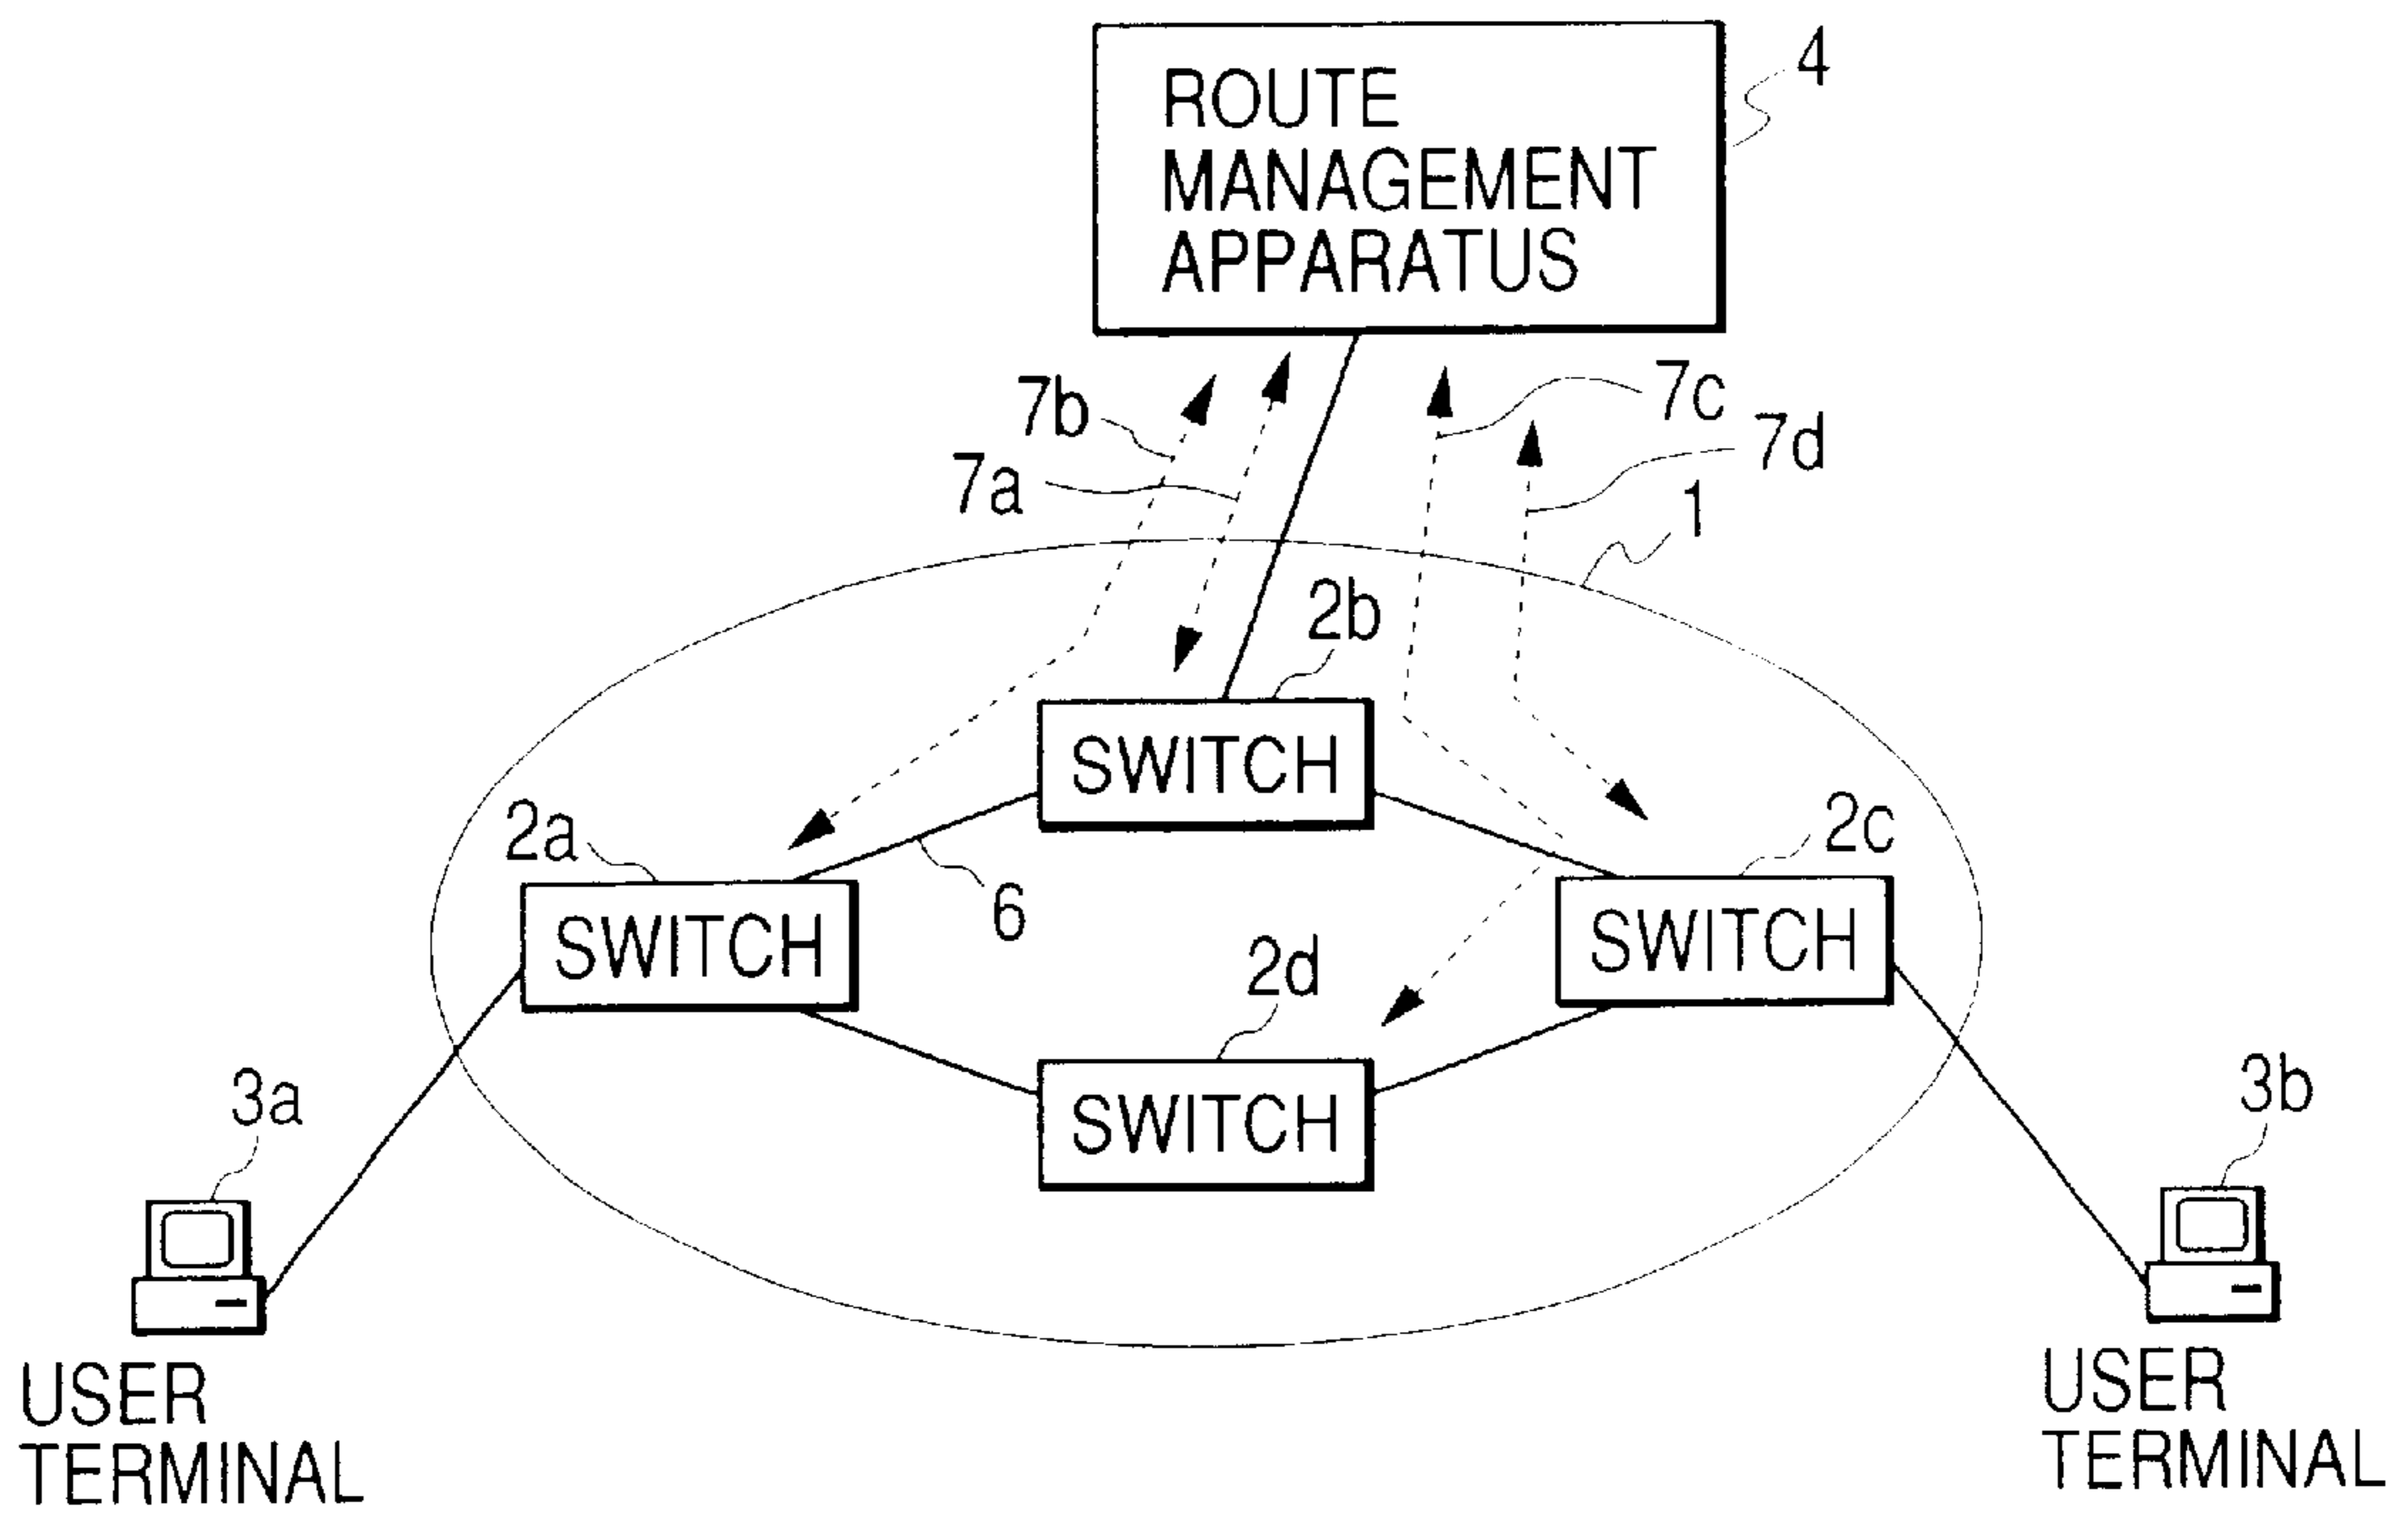 ROUTE
MANAGEMENT
APPARATUS
4
7b
7c
7a
7d
1
2b
SWITCH
2a
2c
6
SWITCH
SWITCH
2d
SWITCH
3a
3b
USER
TERMINAL
USER
TERMINAL